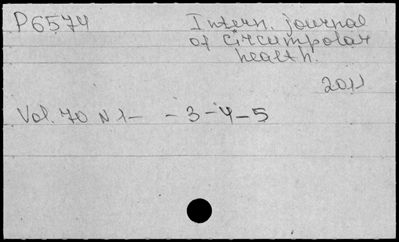 P6574
Intern. journal
of circumpolar
health.
2011
Vol. 70 N 1- - 3-4-5